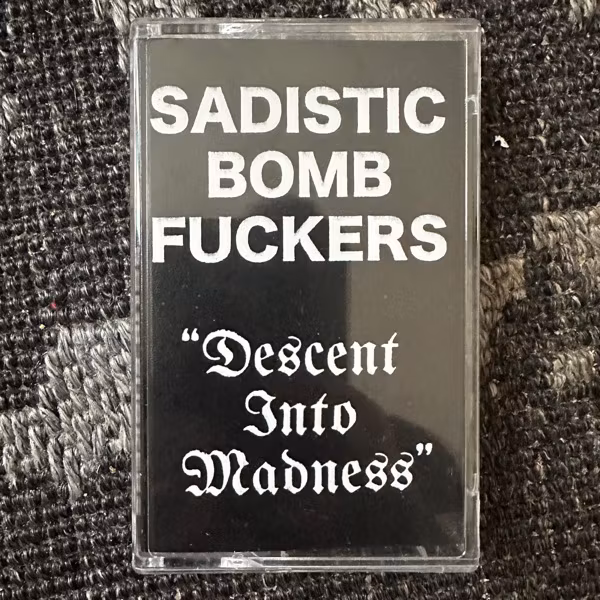 SADISTIC
BOMB
FUCKERS
“Descent
Into
Madness”